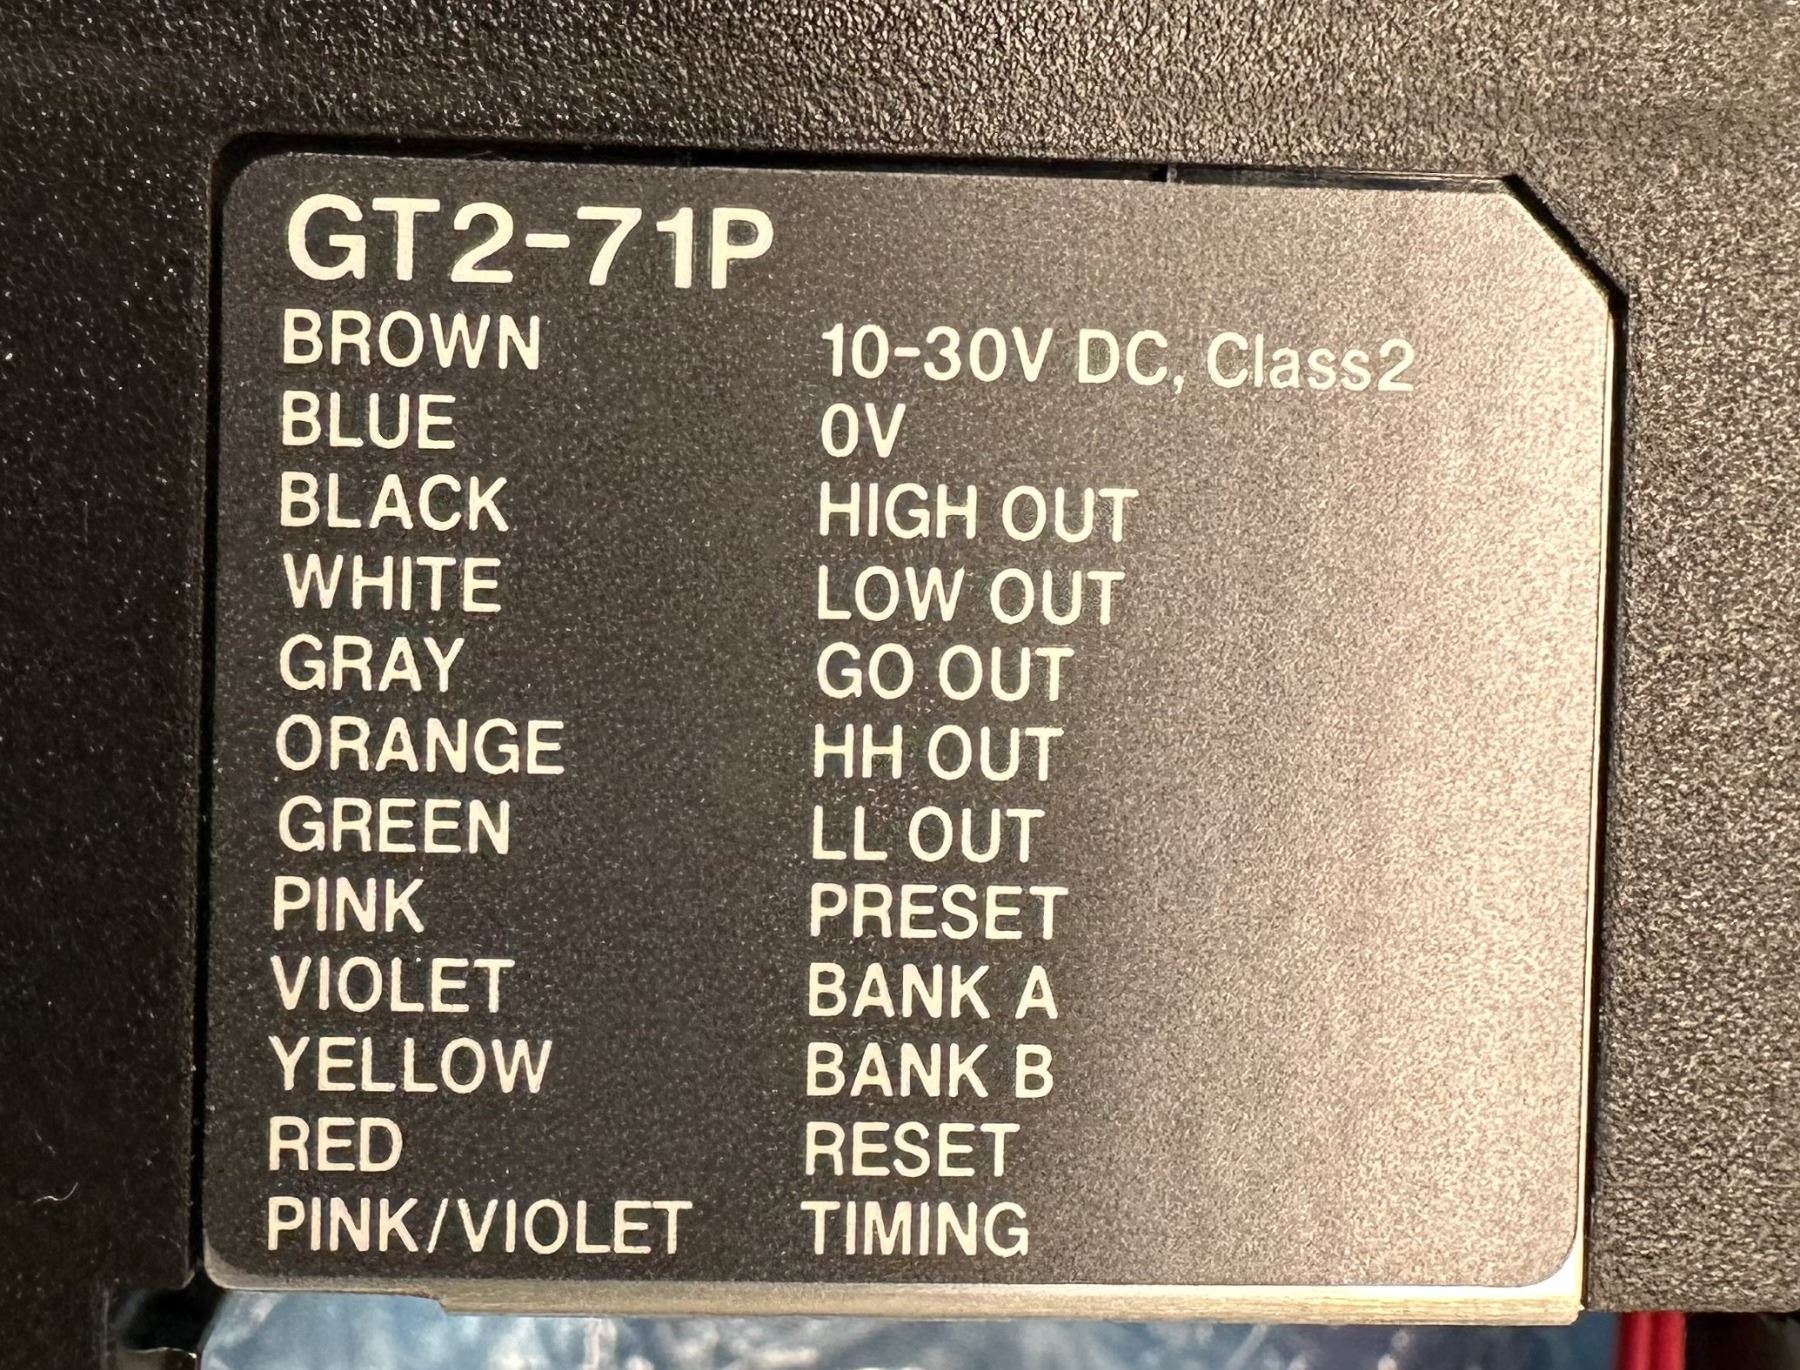 GT2-71P
BROWN 10-30V DC, Class2
BLUE 0V
BLACK HIGH OUT
WHITE LOW OUT
GRAY GO OUT
ORANGE HH OUT
GREEN LL OUT
PINK PRESET
VIOLET BANK A
YELLOW BANK B
RED RESET
PINK/VIOLET TIMING